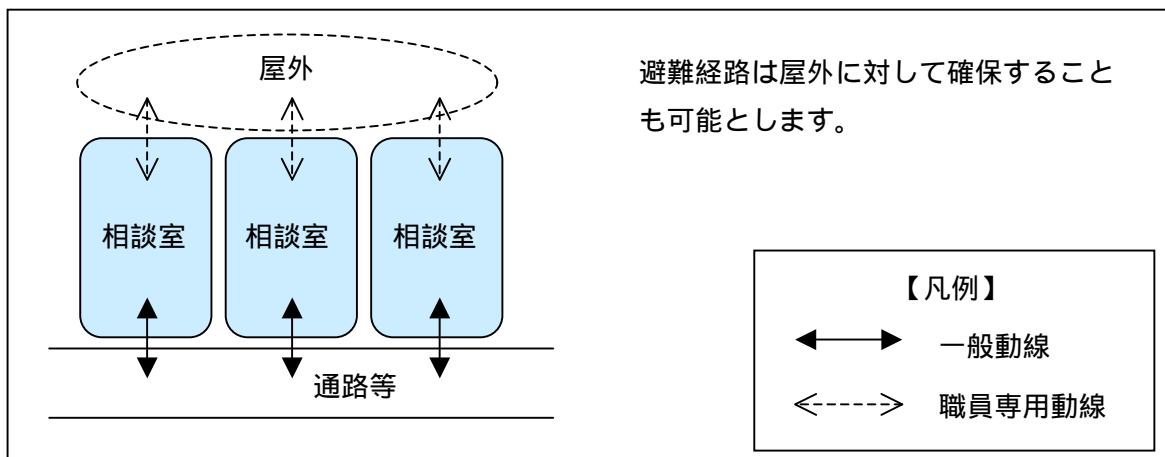 屋外
避難経路は屋外に対して確保すること
も可能とします。
相談室
相談室
相談室
通路等
【凡例】
一般動線
職員専用動線